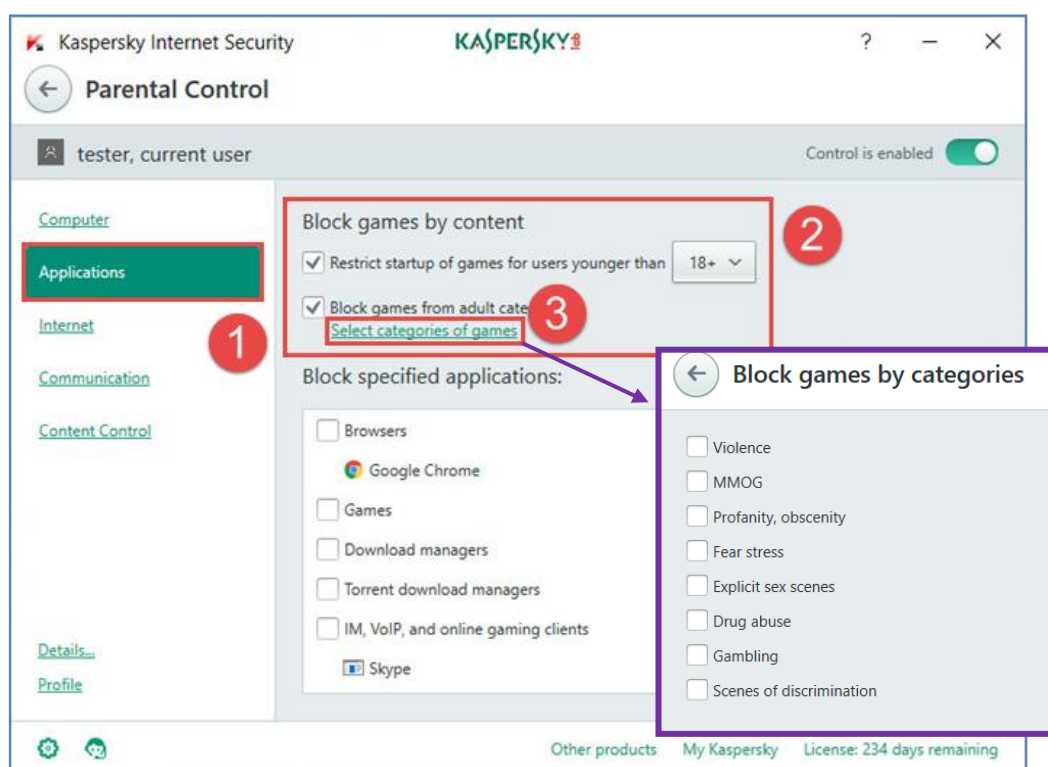 Kaspersky Internet Security
KASPERSKY lab
? — ×
Parental Control
tester, current user
Control is enabled
Computer
Applications
Internet
Communication
Content Control
Details...
Profile
1
Block games by content
2
Restrict startup of games for users younger than 18+
Block games from adult cate
3
Select categories of games
Block specified applications:
Browsers
Google Chrome
Games
Download managers
Torrent download managers
IM, VoIP, and online gaming clients
Skype
Block games by categories
Violence
MMOG
Profanity, obscenity
Fear stress
Explicit sex scenes
Drug abuse
Gambling
Scenes of discrimination
Other products My Kaspersky License: 234 days remaining